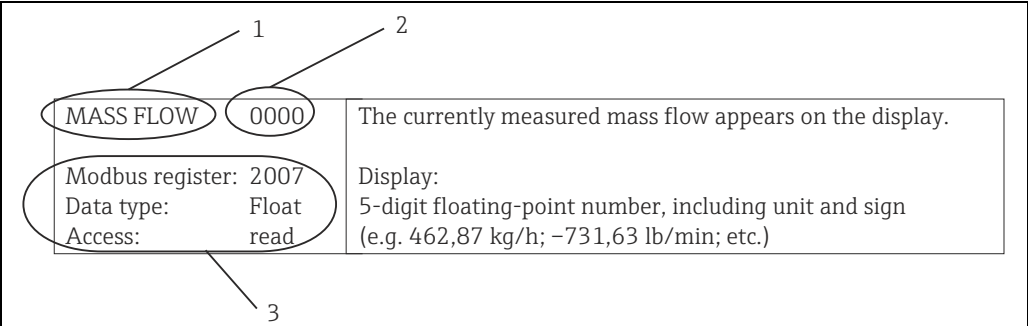 1
2
MASS FLOW 0000
The currently measured mass flow appears on the display.
Modbus register: 2007
Data type: Float
Access: read
Display:
5-digit floating-point number, including unit and sign
(e.g. 462,87 kg/h; –731,63 lb/min; etc.)
3